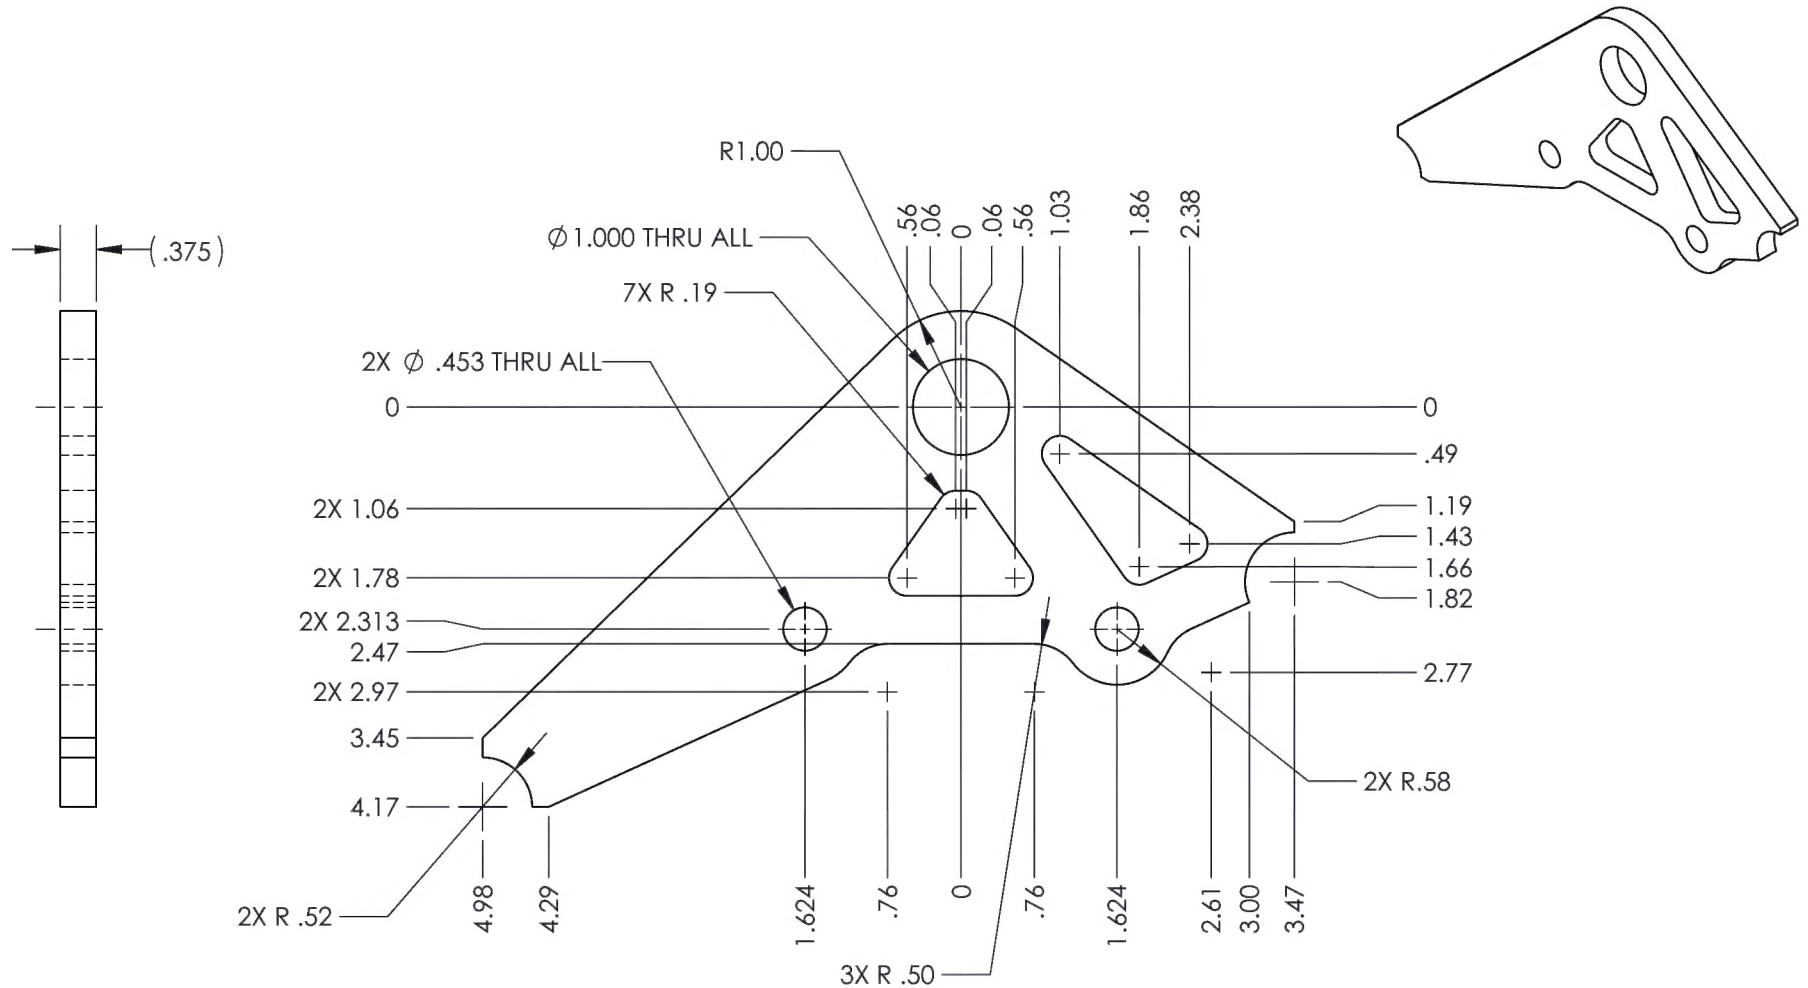 R1.00
.56
.06
0
.06
.56
1.03
1.86
2.38
∅1.000 THRU ALL
(.375)
7X R .19
2X ∅ .453 THRU ALL
0
0
.49
2X 1.06
1.19
1.43
1.66
2X 1.78
1.82
2X 2.313
2.47
2.77
2X 2.97
3.45
2X R.58
4.17
4.98
4.29
1.624
.76
0
.76
1.624
2.61
3.00
3.47
2X R .52
3X R .50